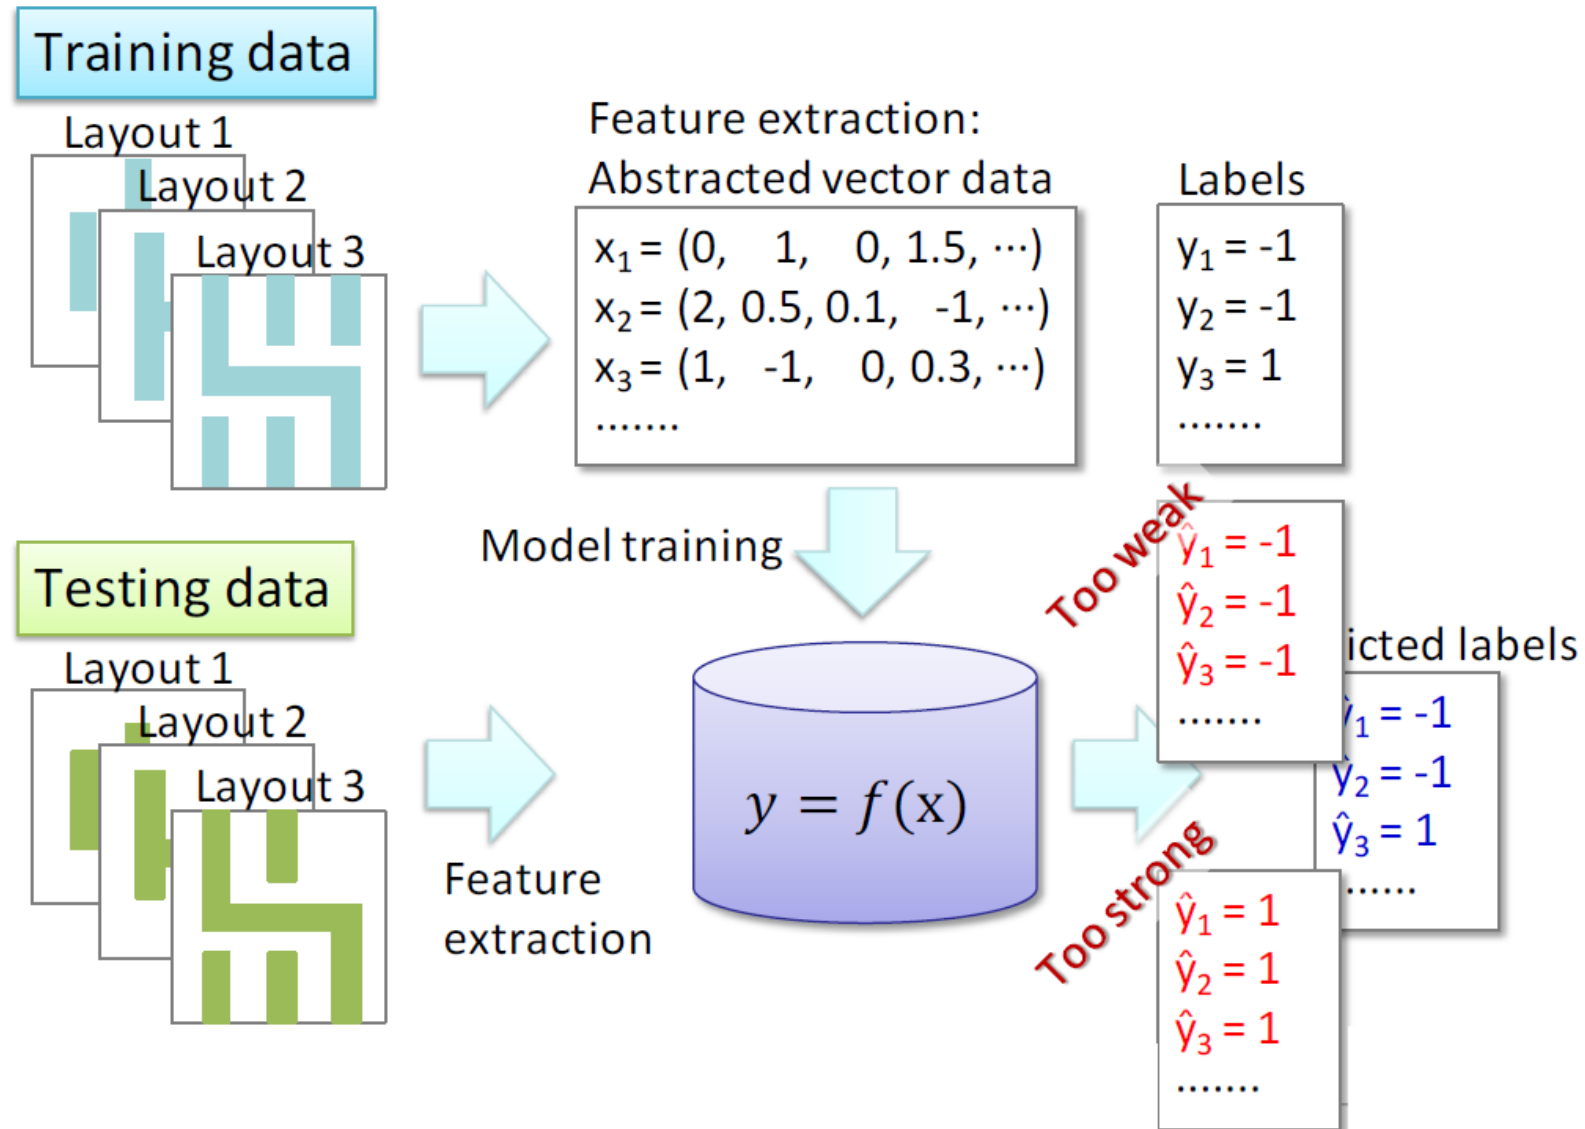 Training data
Layout 1
Layout 2
Layout 3
Feature extraction:
Abstracted vector data
x₁ = (0, 1, 0, 1.5, ···)
x₂ = (2, 0.5, 0.1, -1, ···)
x₃ = (1, -1, 0, 0.3, ···)
.......
Labels
y₁ = -1
y₂ = -1
y₃ = 1
.......
Model training
Testing data
Layout 1
Layout 2
Layout 3
Feature
extraction
y = f(x)
Too weak
ŷ₁ = -1
ŷ₂ = -1
ŷ₃ = -1
.......
icted labels
ŷ₁ = -1
ŷ₂ = -1
ŷ₃ = 1
......
Too strong
ŷ₁ = 1
ŷ₂ = 1
ŷ₃ = 1
.......